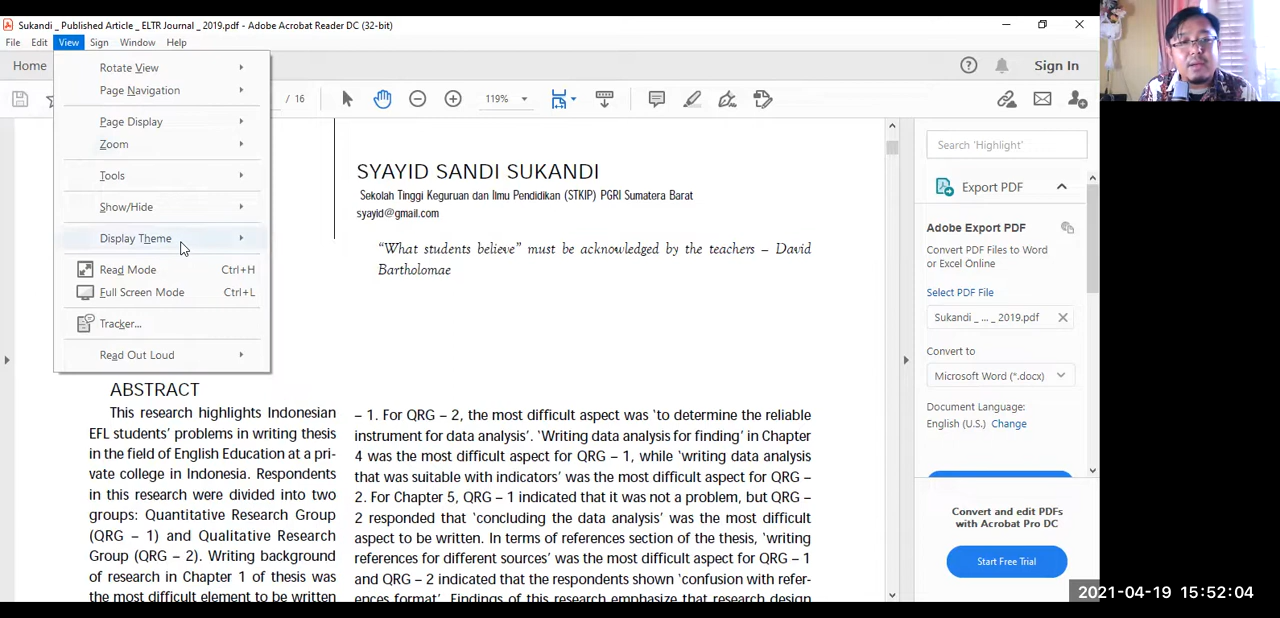 Sukandi _ Published Article _ ELTR Journal _ 2019.pdf - Adobe Acrobat Reader DC (32-bit)
File Edit View Sign Window Help
Home
Sign In
/ 16
119%
Rotate View
Page Navigation
Page Display
Zoom
Tools
Show/Hide
Display Theme
Read Mode Ctrl+H
Full Screen Mode Ctrl+L
Tracker...
Read Out Loud
SYAYID SANDI SUKANDI
Sekolah Tinggi Keguruan dan Ilmu Pendidikan (STKIP) PGRI Sumatera Barat
syayid@gmail.com
“What students believe” must be acknowledged by the teachers – David
Bartholomae
ABSTRACT
This research highlights Indonesian
EFL students’ problems in writing thesis
in the field of English Education at a pri-
vate college in Indonesia. Respondents
in this research were divided into two
groups: Quantitative Research Group
(QRG – 1) and Qualitative Research
Group (QRG – 2). Writing background
of research in Chapter 1 of thesis was
the most difficult element to be written
– 1. For QRG – 2, the most difficult aspect was ‘to determine the reliable
instrument for data analysis’. ‘Writing data analysis for finding’ in Chapter
4 was the most difficult aspect for QRG – 1, while ‘writing data analysis
that was suitable with indicators’ was the most difficult aspect for QRG –
2. For Chapter 5, QRG – 1 indicated that it was not a problem, but QRG –
2 responded that ‘concluding the data analysis’ was the most difficult
aspect to be written. In terms of references section of the thesis, ‘writing
references for different sources’ was the most difficult aspect for QRG – 1
and QRG – 2 indicated that the respondents shown ‘confusion with refer-
ence format’. Findings of this research emphasize that research design
Search 'Highlight'
Export PDF
Adobe Export PDF
Convert PDF Files to Word
or Excel Online
Select PDF File
Sukandi _ ... _ 2019.pdf
Convert to
Microsoft Word (*.docx)
Document Language:
English (U.S.) Change
Convert and edit PDFs
with Acrobat Pro DC
Start Free Trial
2021-04-19 15:52:04